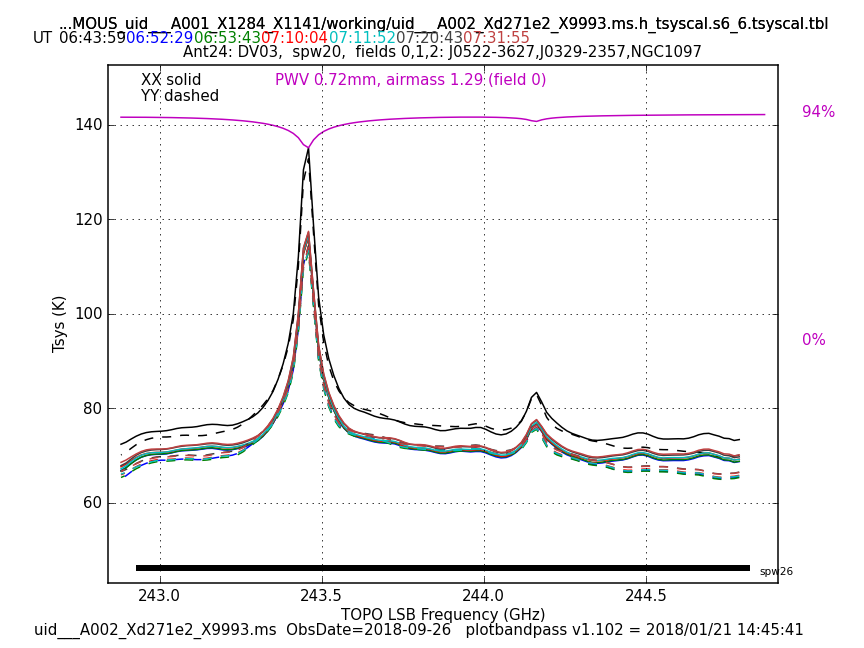 ...MOUS_uid___A001_X1284_X1141/working/uid___A002_Xd271e2_X9993.ms.h_tsyscal.s6_6.tsyscal.tbl
UT 06:43:59 06:52:29 06:53:43 07:10:04 07:11:52 07:20:43 07:31:55
Ant24: DV03, spw20, fields 0,1,2: J0522-3627,J0329-2357,NGC1097
XX solid PWV 0.72mm, airmass 1.29 (field 0)
YY dashed
94%
140
120
100
0%
80
60
Tsys (K)
spw26
243.0 243.5 244.0 244.5
TOPO LSB Frequency (GHz)
uid___A002_Xd271e2_X9993.ms ObsDate=2018-09-26 plotbandpass v1.102 = 2018/01/21 14:45:41